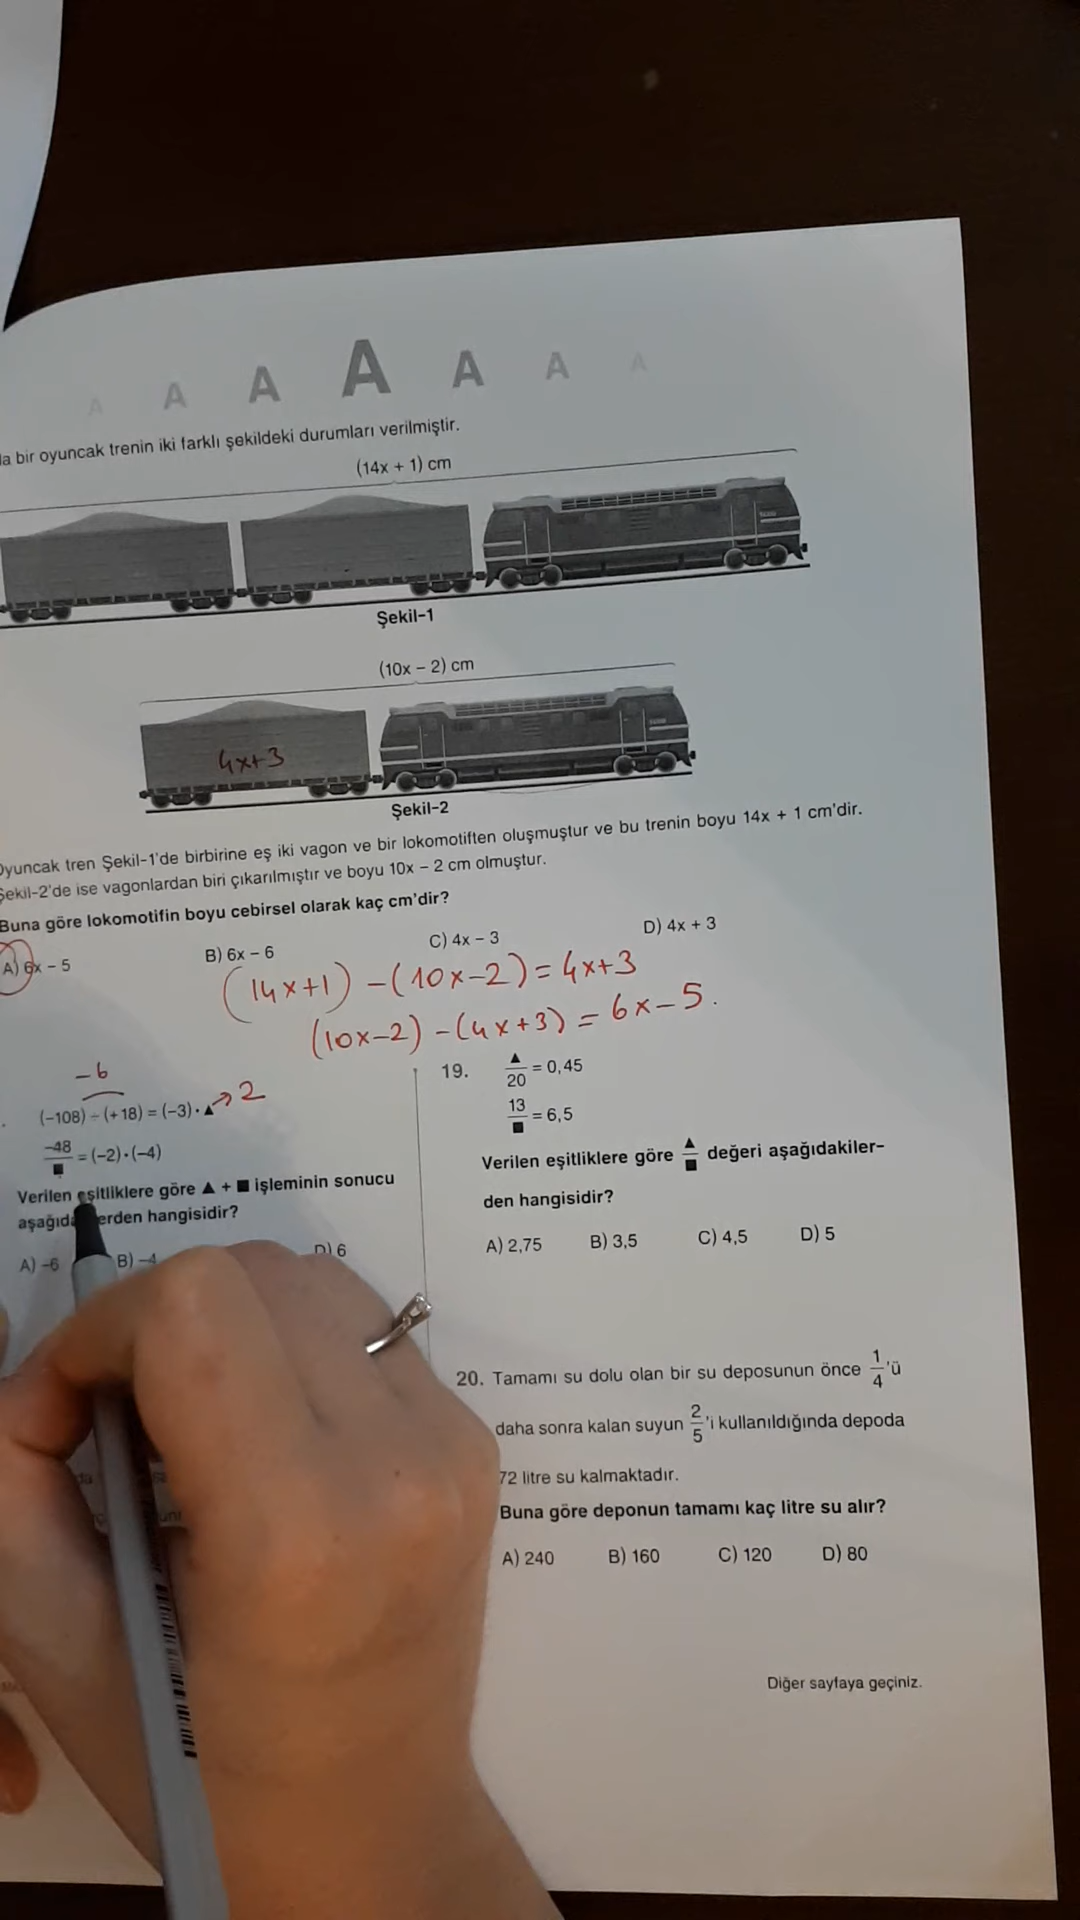 A A A A A A A
bir oyuncak trenin iki farklı şekildeki durumları verilmiştir.
(14x + 1) cm
Şekil-1
(10x – 2) cm
4x+3
Şekil-2
Oyuncak tren Şekil-1'de birbirine eş iki vagon ve bir lokomotiften oluşmuştur ve bu trenin boyu 14x + 1 cm'dir.
Şekil-2'de ise vagonlardan biri çıkarılmıştır ve boyu 10x – 2 cm olmuştur.
Buna göre lokomotifin boyu cebirsel olarak kaç cm'dir?
A) 6x – 5 B) 6x – 6 C) 4x – 3 D) 4x + 3
(14x+1) -(10x-2) = 4x+3
(10x-2) -(4x+3) = 6x-5.
-6
(–108) ÷ (+18) = (–3) · ▲ → 2
–48/■ = (–2)·(–4)
Verilen eşitliklere göre ▲ + ■ işleminin sonucu
hangisidir?
A) –6 B) –4 D) 6
19. ▲/20 = 0,45
13/■ = 6,5
Verilen eşitliklere göre ▲/■ değeri aşağıdakiler-
den hangisidir?
A) 2,75 B) 3,5 C) 4,5 D) 5
20. Tamamı su dolu olan bir su deposunun önce 1/4'ü
daha sonra kalan suyun 2/5'i kullanıldığında depoda
72 litre su kalmaktadır.
Buna göre deponun tamamı kaç litre su alır?
A) 240 B) 160 C) 120 D) 80
Diğer sayfaya geçiniz.